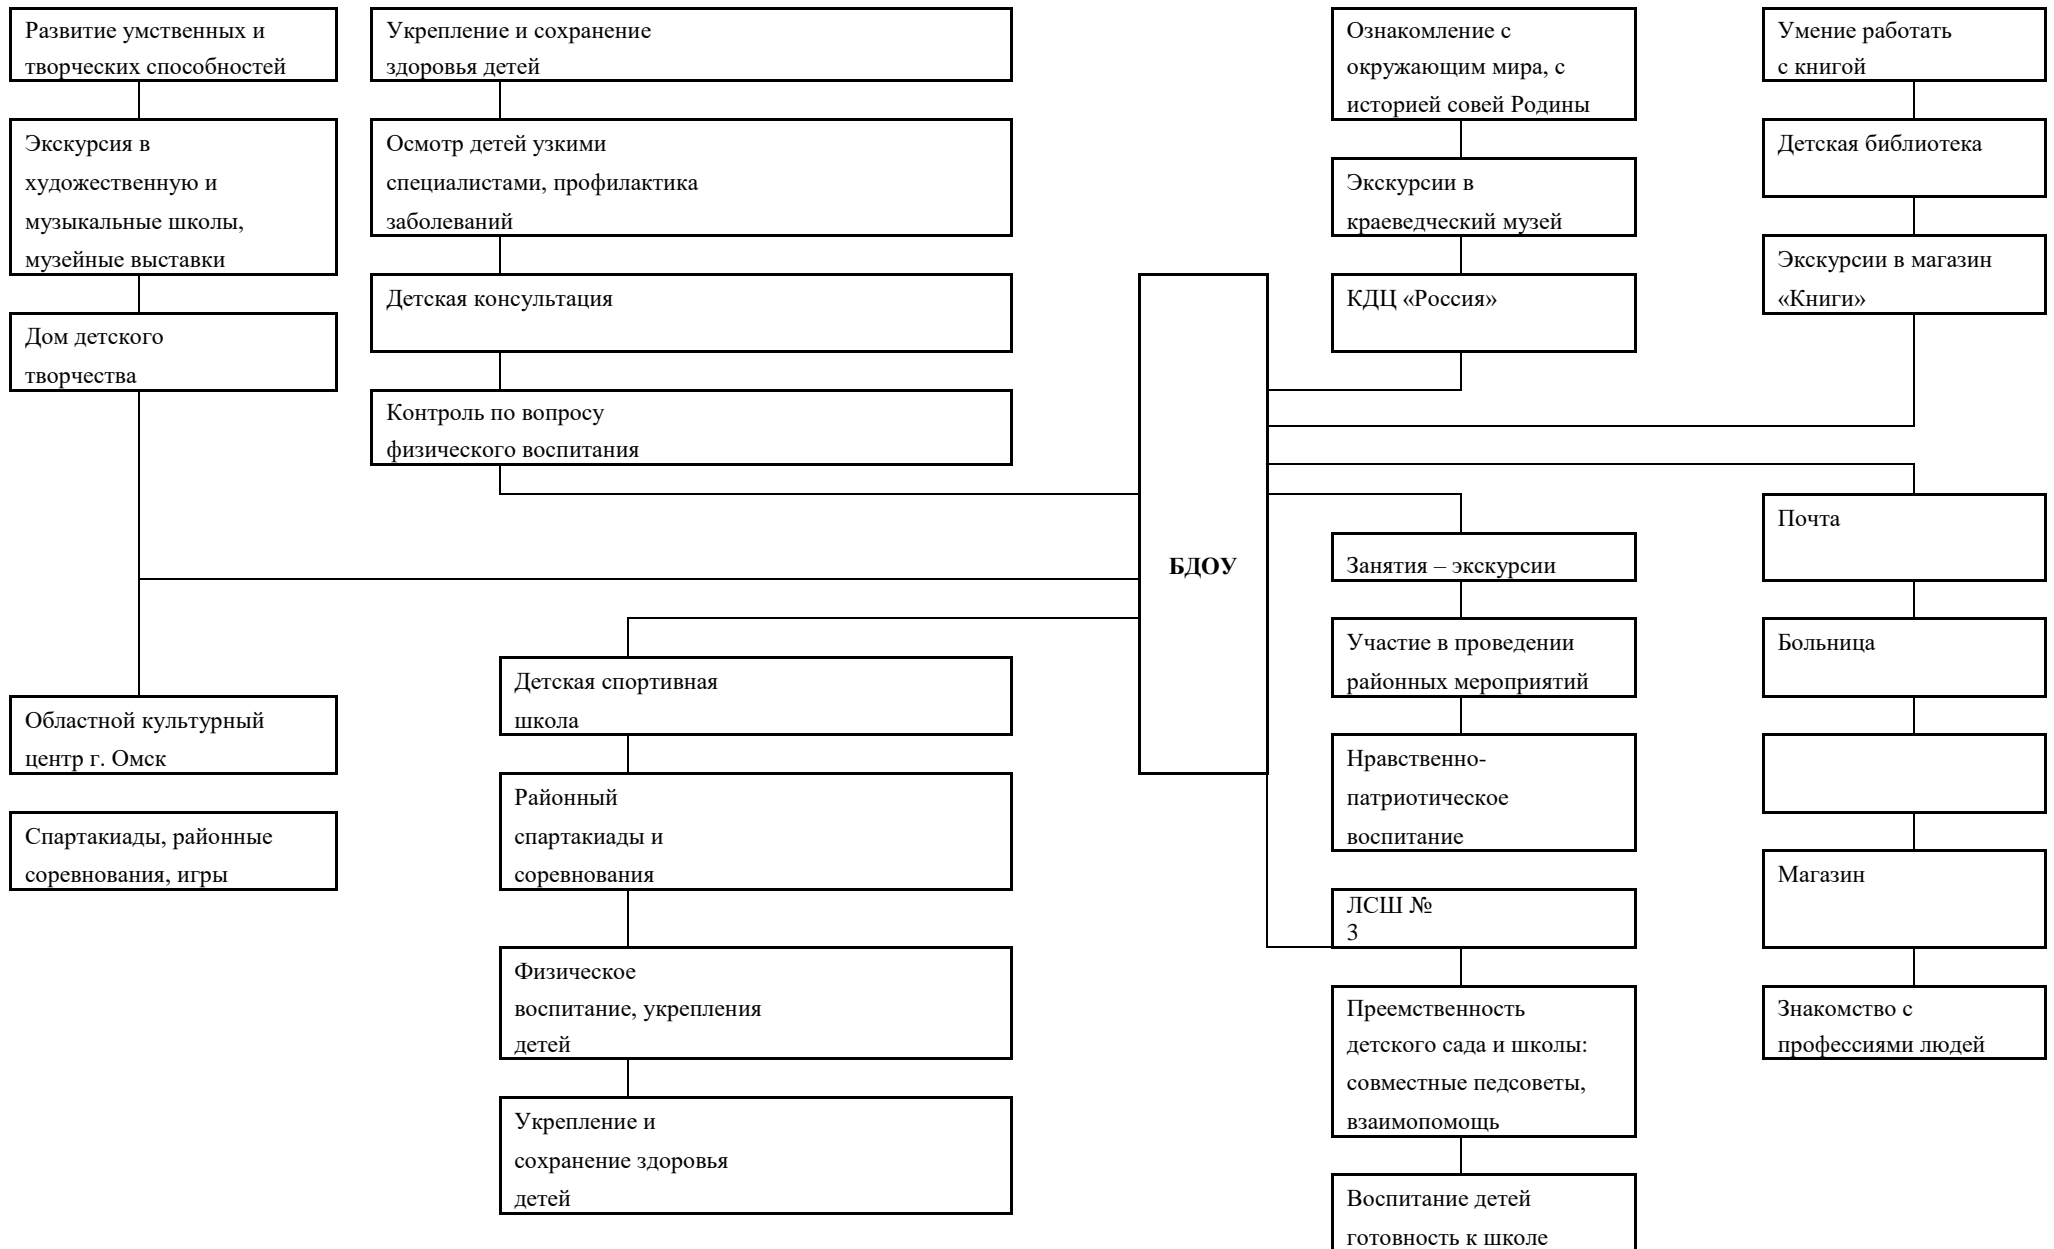 Развитие умственных и
творческих способностей
Экскурсия в
художественную и
музыкальные школы,
музейные выставки
Дом детского
творчества
Областной культурный
центр г. Омск
Спартакиады, районные
соревнования, игры
Укрепление и сохранение
здоровья детей
Осмотр детей узкими
специалистами, профилактика
заболеваний
Детская консультация
Контроль по вопросу
физического воспитания
Детская спортивная
школа
Районный
спартакиады и
соревнования
Физическое
воспитание, укрепления
детей
Укрепление и
сохранение здоровья
детей
БДОУ
Ознакомление с
окружающим мира, с
историей совей Родины
Экскурсии в
краеведческий музей
КДЦ «Россия»
Занятия – экскурсии
Участие в проведении
районных мероприятий
Нравственно-
патриотическое
воспитание
ЛСШ №
3
Преемственность
детского сада и школы:
совместные педсоветы,
взаимопомощь
Воспитание детей
готовность к школе
Умение работать
с книгой
Детская библиотека
Экскурсии в магазин
«Книги»
Почта
Больница
Магазин
Знакомство с
профессиями людей